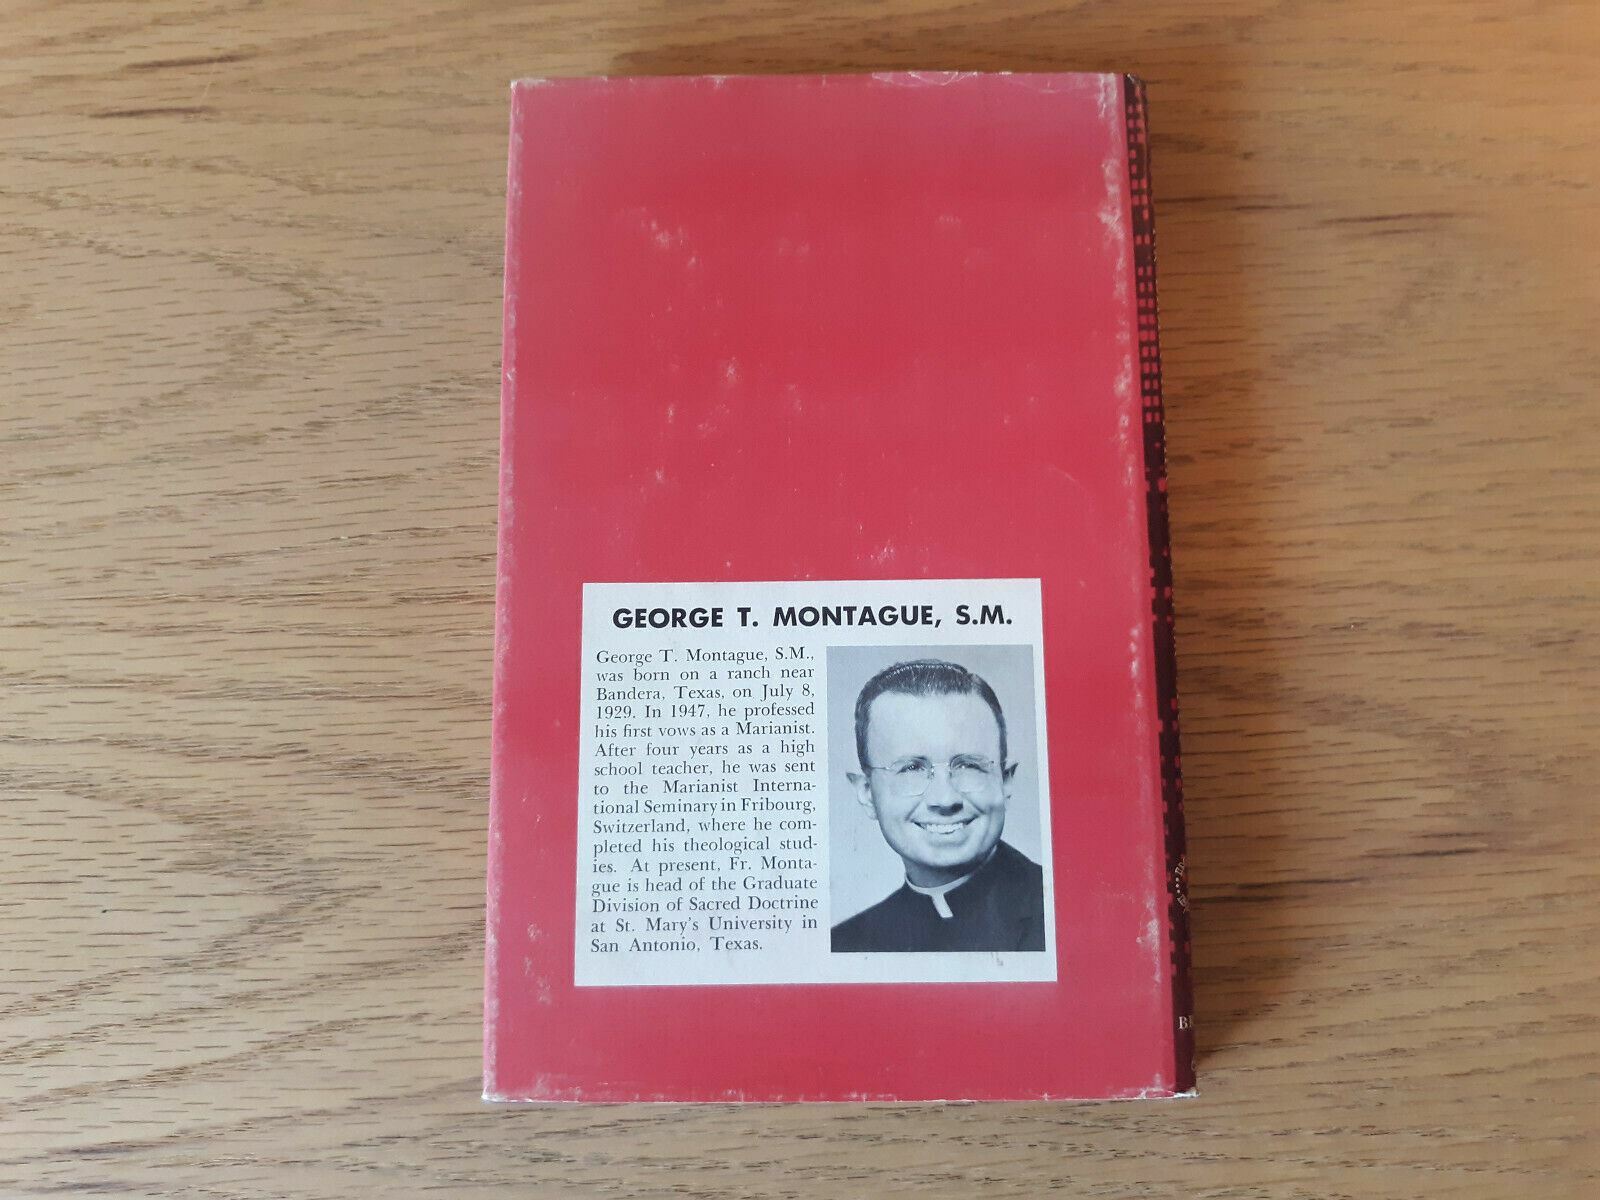 GEORGE T. MONTAGUE, S.M.
George T. Montague, S.M.,
was born on a ranch near
Bandera, Texas, on July 8,
1929. In 1947, he professed
his first vows as a Marianist.
After four years as a high
school teacher, he was sent
to the Marianist Interna-
tional Seminary in Fribourg,
Switzerland, where he com-
pleted his theological stud-
ies. At present, Fr. Monta-
gue is head of the Graduate
Division of Sacred Doctrine
at St. Mary's University in
San Antonio, Texas.